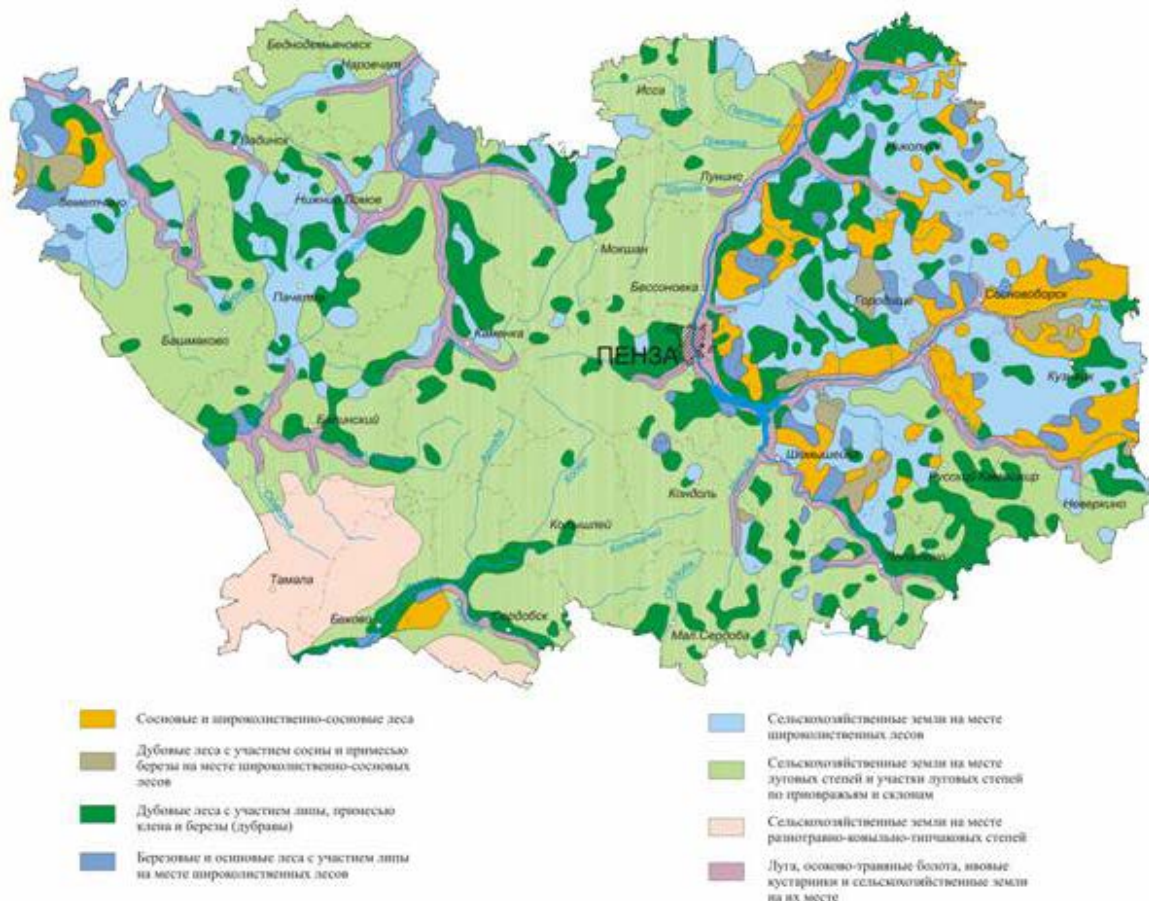 Беднодемьяновск
Наровчат
Исса
Вадинск
Никольск
Лунино
Земетчино
Нижний Ломов
Мокшан
Бессоновка
Пачелма
Городище
Сосновоборск
Башмаково
Каменка
ПЕНЗА
Кузнецк
Белинский
Шемышейка
Кондоль
Русский Камешкир
Неверкино
Колышлей
Хопер
Тамала
Беково
Сердобск
Мал.Сердоба
Сосновые и широколиственно-сосновые леса
Дубовые леса с участием сосны и примесью
березы на месте широколиственно-сосновых
лесов
Дубовые леса с участием липы, примесью
клена и березы (дубравы)
Березовые и осиновые леса с участием липы
на месте широколиственных лесов
Сельскохозяйственные земли на месте
широколиственных лесов
Сельскохозяйственные земли на месте
луговых степей и участки луговых степей
по приовражьям и склонам
Сельскохозяйственные земли на месте
разнотравно-ковыльно-типчаковых степей
Луга, осоково-травяные болота, ивовые
кустарники и сельскохозяйственные земли
на их месте